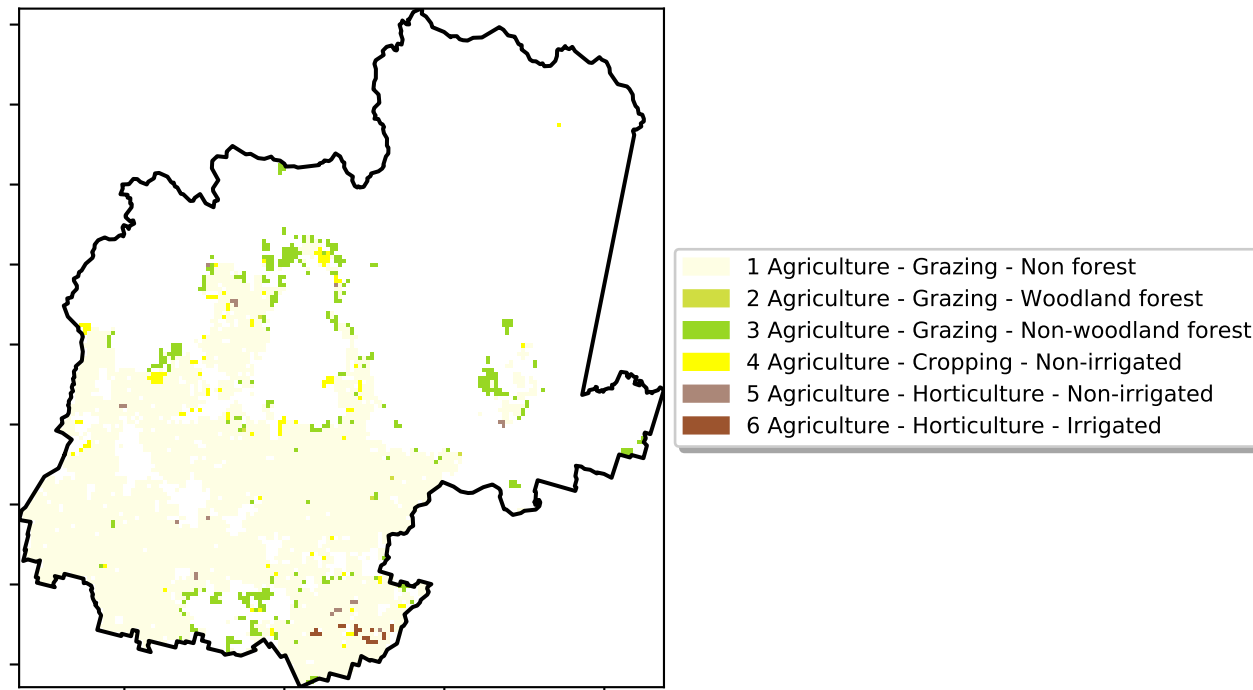 1 Agriculture - Grazing - Non forest
2 Agriculture - Grazing - Woodland forest
3 Agriculture - Grazing - Non-woodland forest
4 Agriculture - Cropping - Non-irrigated
5 Agriculture - Horticulture - Non-irrigated
6 Agriculture - Horticulture - Irrigated